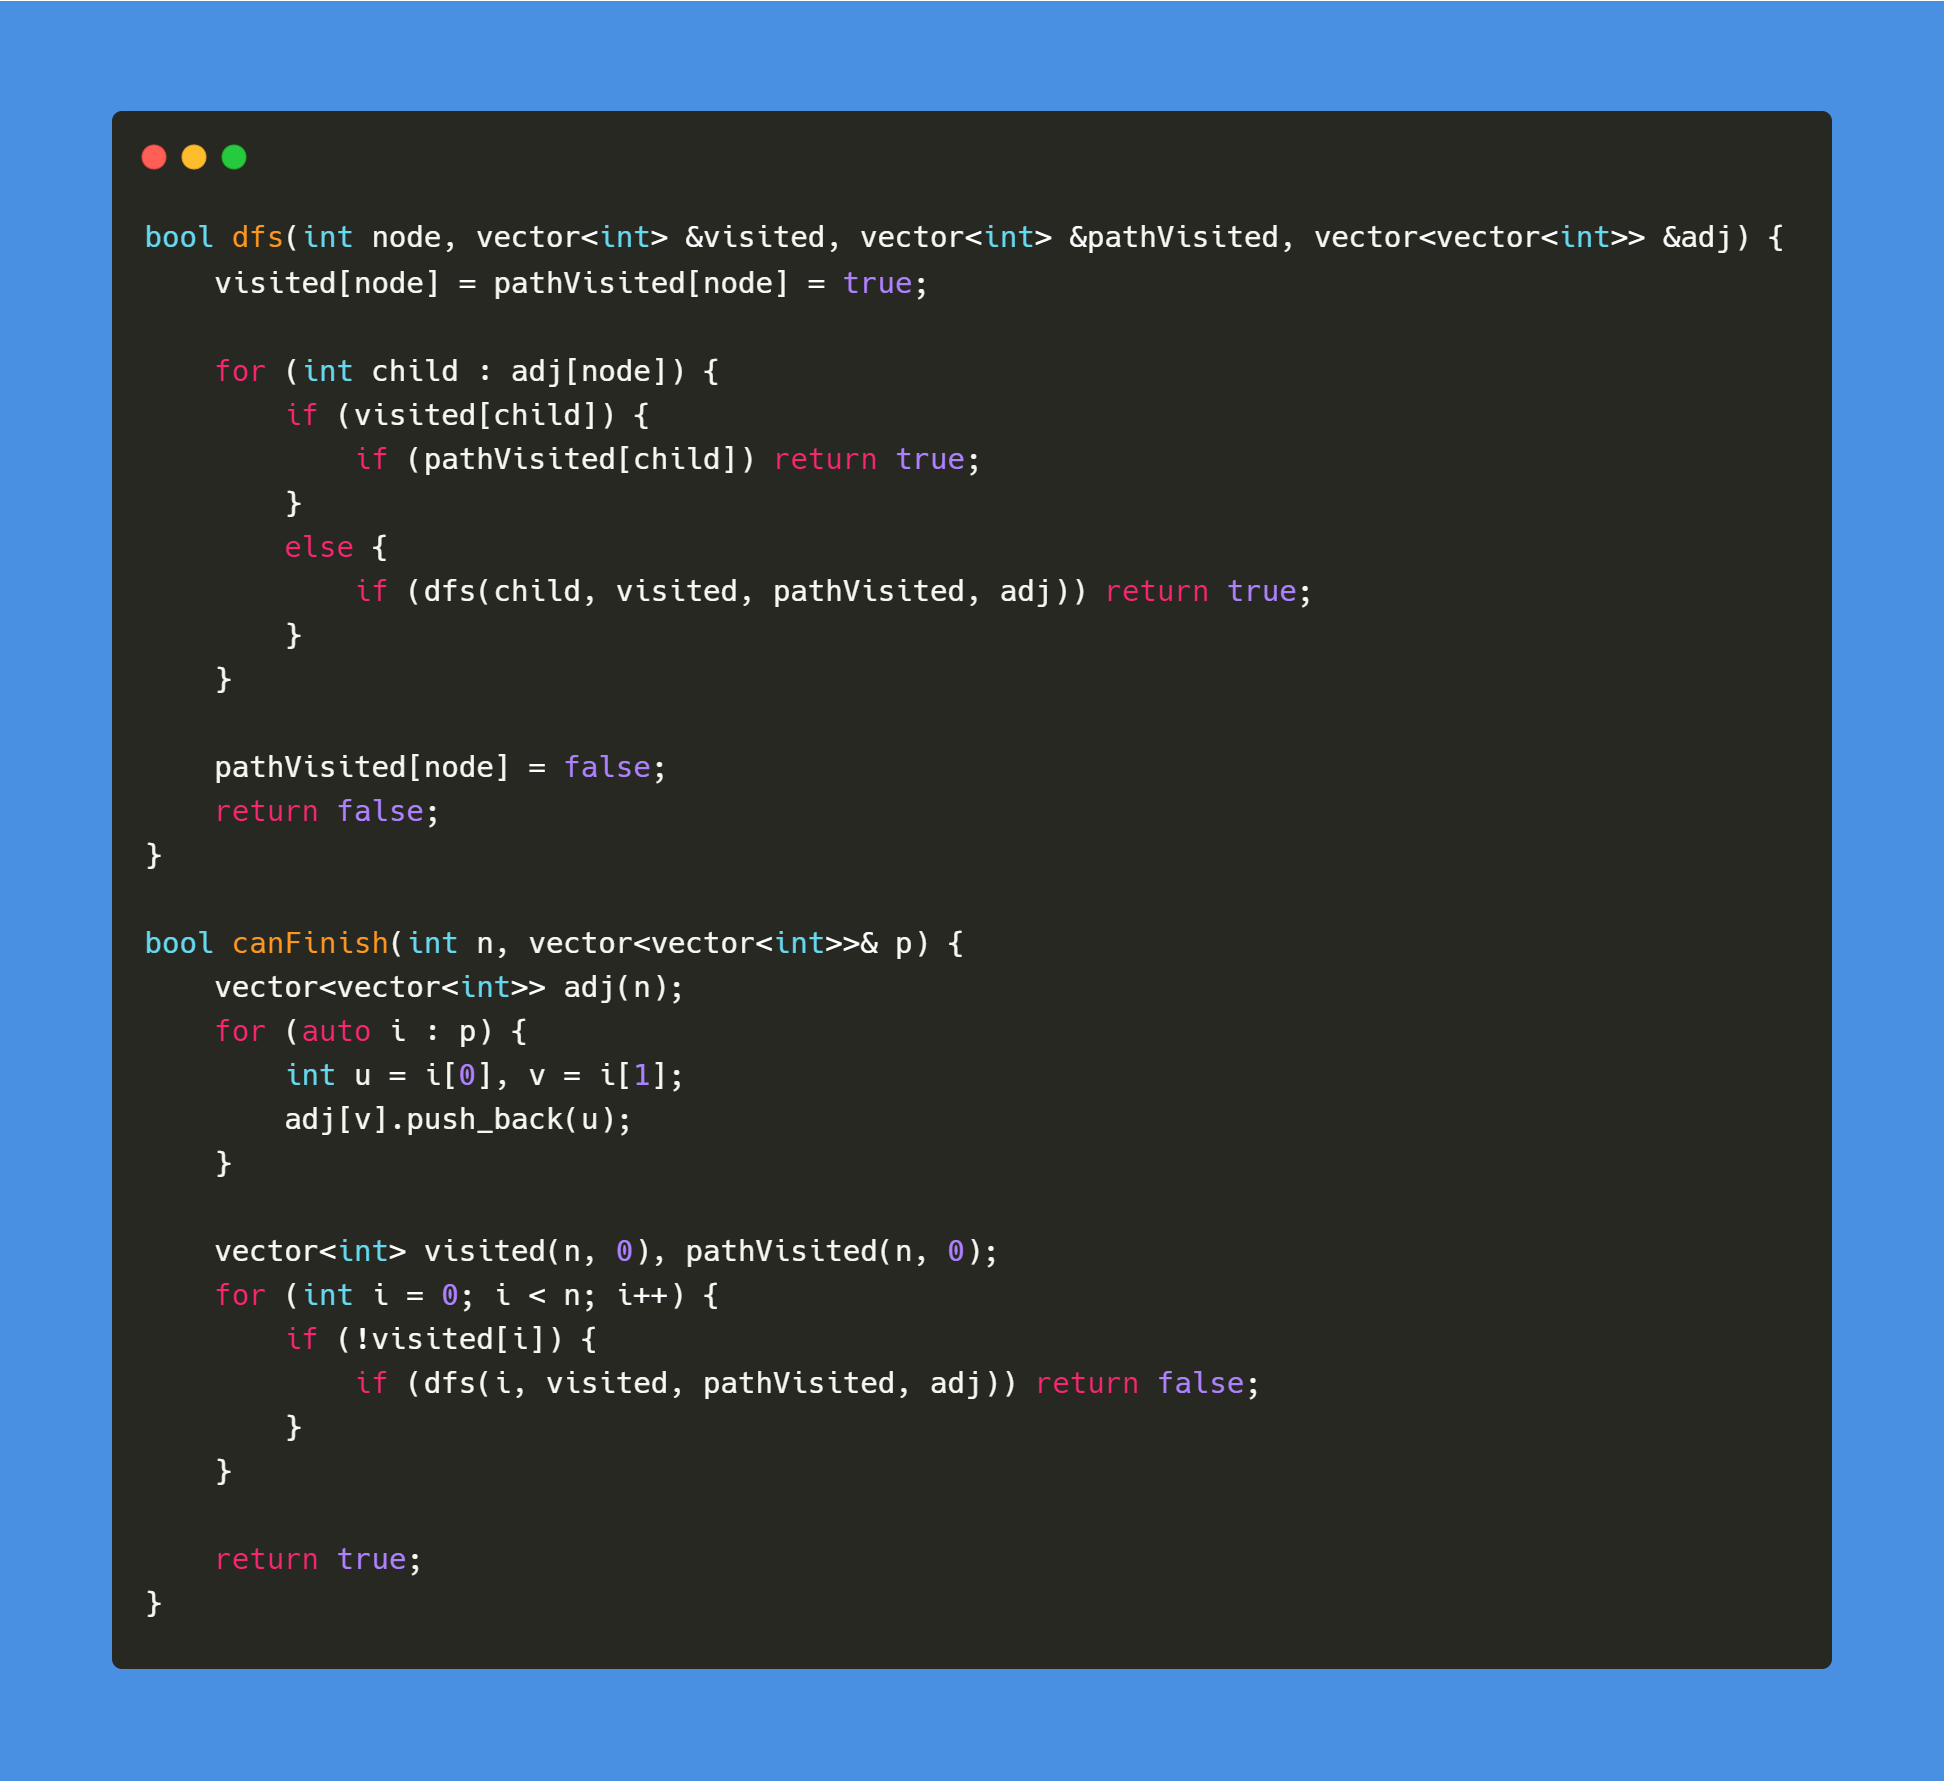 bool dfs(int node, vector<int> &visited, vector<int> &pathVisited, vector<vector<int>> &adj) {
    visited[node] = pathVisited[node] = true;

    for (int child : adj[node]) {
        if (visited[child]) {
            if (pathVisited[child]) return true;
        }
        else {
            if (dfs(child, visited, pathVisited, adj)) return true;
        }
    }

    pathVisited[node] = false;
    return false;
}

bool canFinish(int n, vector<vector<int>>& p) {
    vector<vector<int>> adj(n);
    for (auto i : p) {
        int u = i[0], v = i[1];
        adj[v].push_back(u);
    }

    vector<int> visited(n, 0), pathVisited(n, 0);
    for (int i = 0; i < n; i++) {
        if (!visited[i]) {
            if (dfs(i, visited, pathVisited, adj)) return false;
        }
    }

    return true;
}